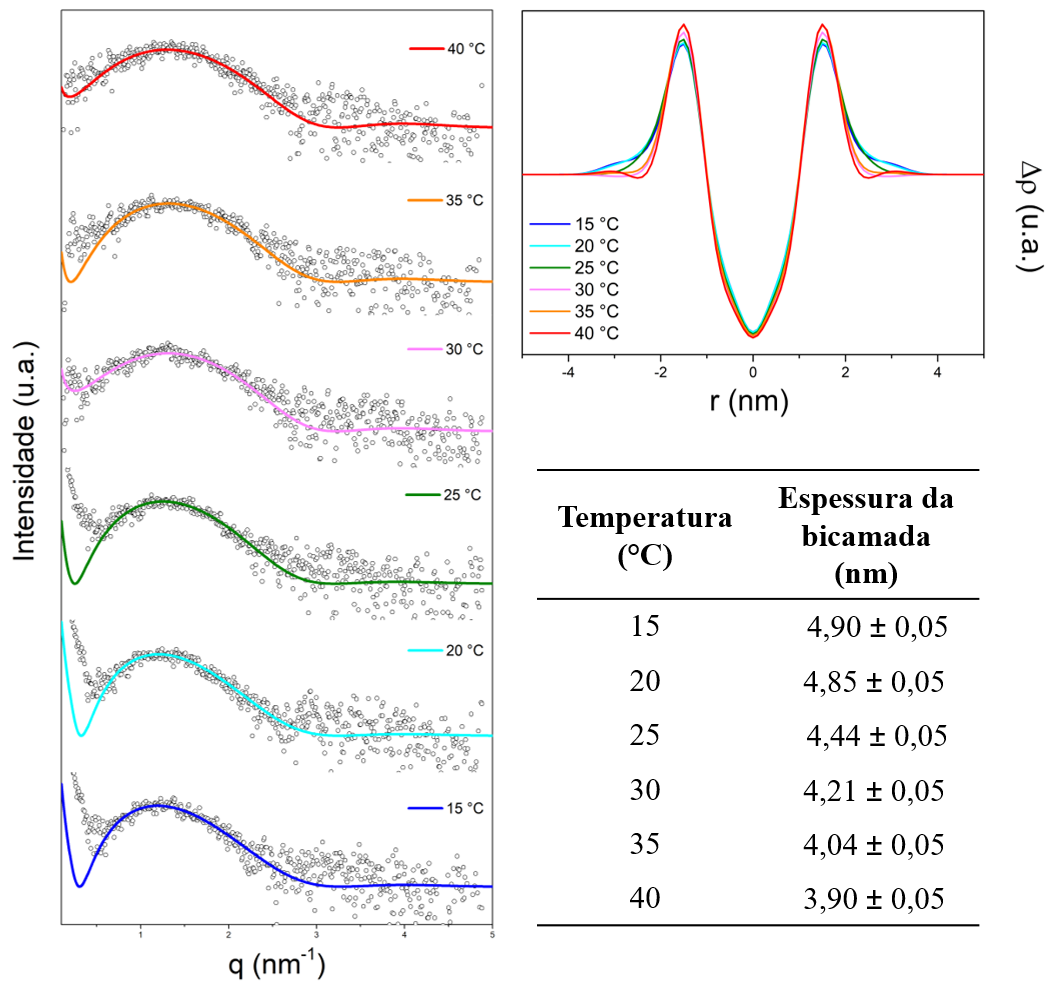 Intensidade (u.a.)
40 °C
35 °C
30 °C
25 °C
20 °C
15 °C
1 2 3 4 5
q (nm-1)
Δρ (u.a.)
15 °C
20 °C
25 °C
30 °C
35 °C
40 °C
-4 -2 0 2 4
r (nm)
Temperatura
(°C)
Espessura da
bicamada
(nm)
15 4,90 ± 0,05
20 4,85 ± 0,05
25 4,44 ± 0,05
30 4,21 ± 0,05
35 4,04 ± 0,05
40 3,90 ± 0,05